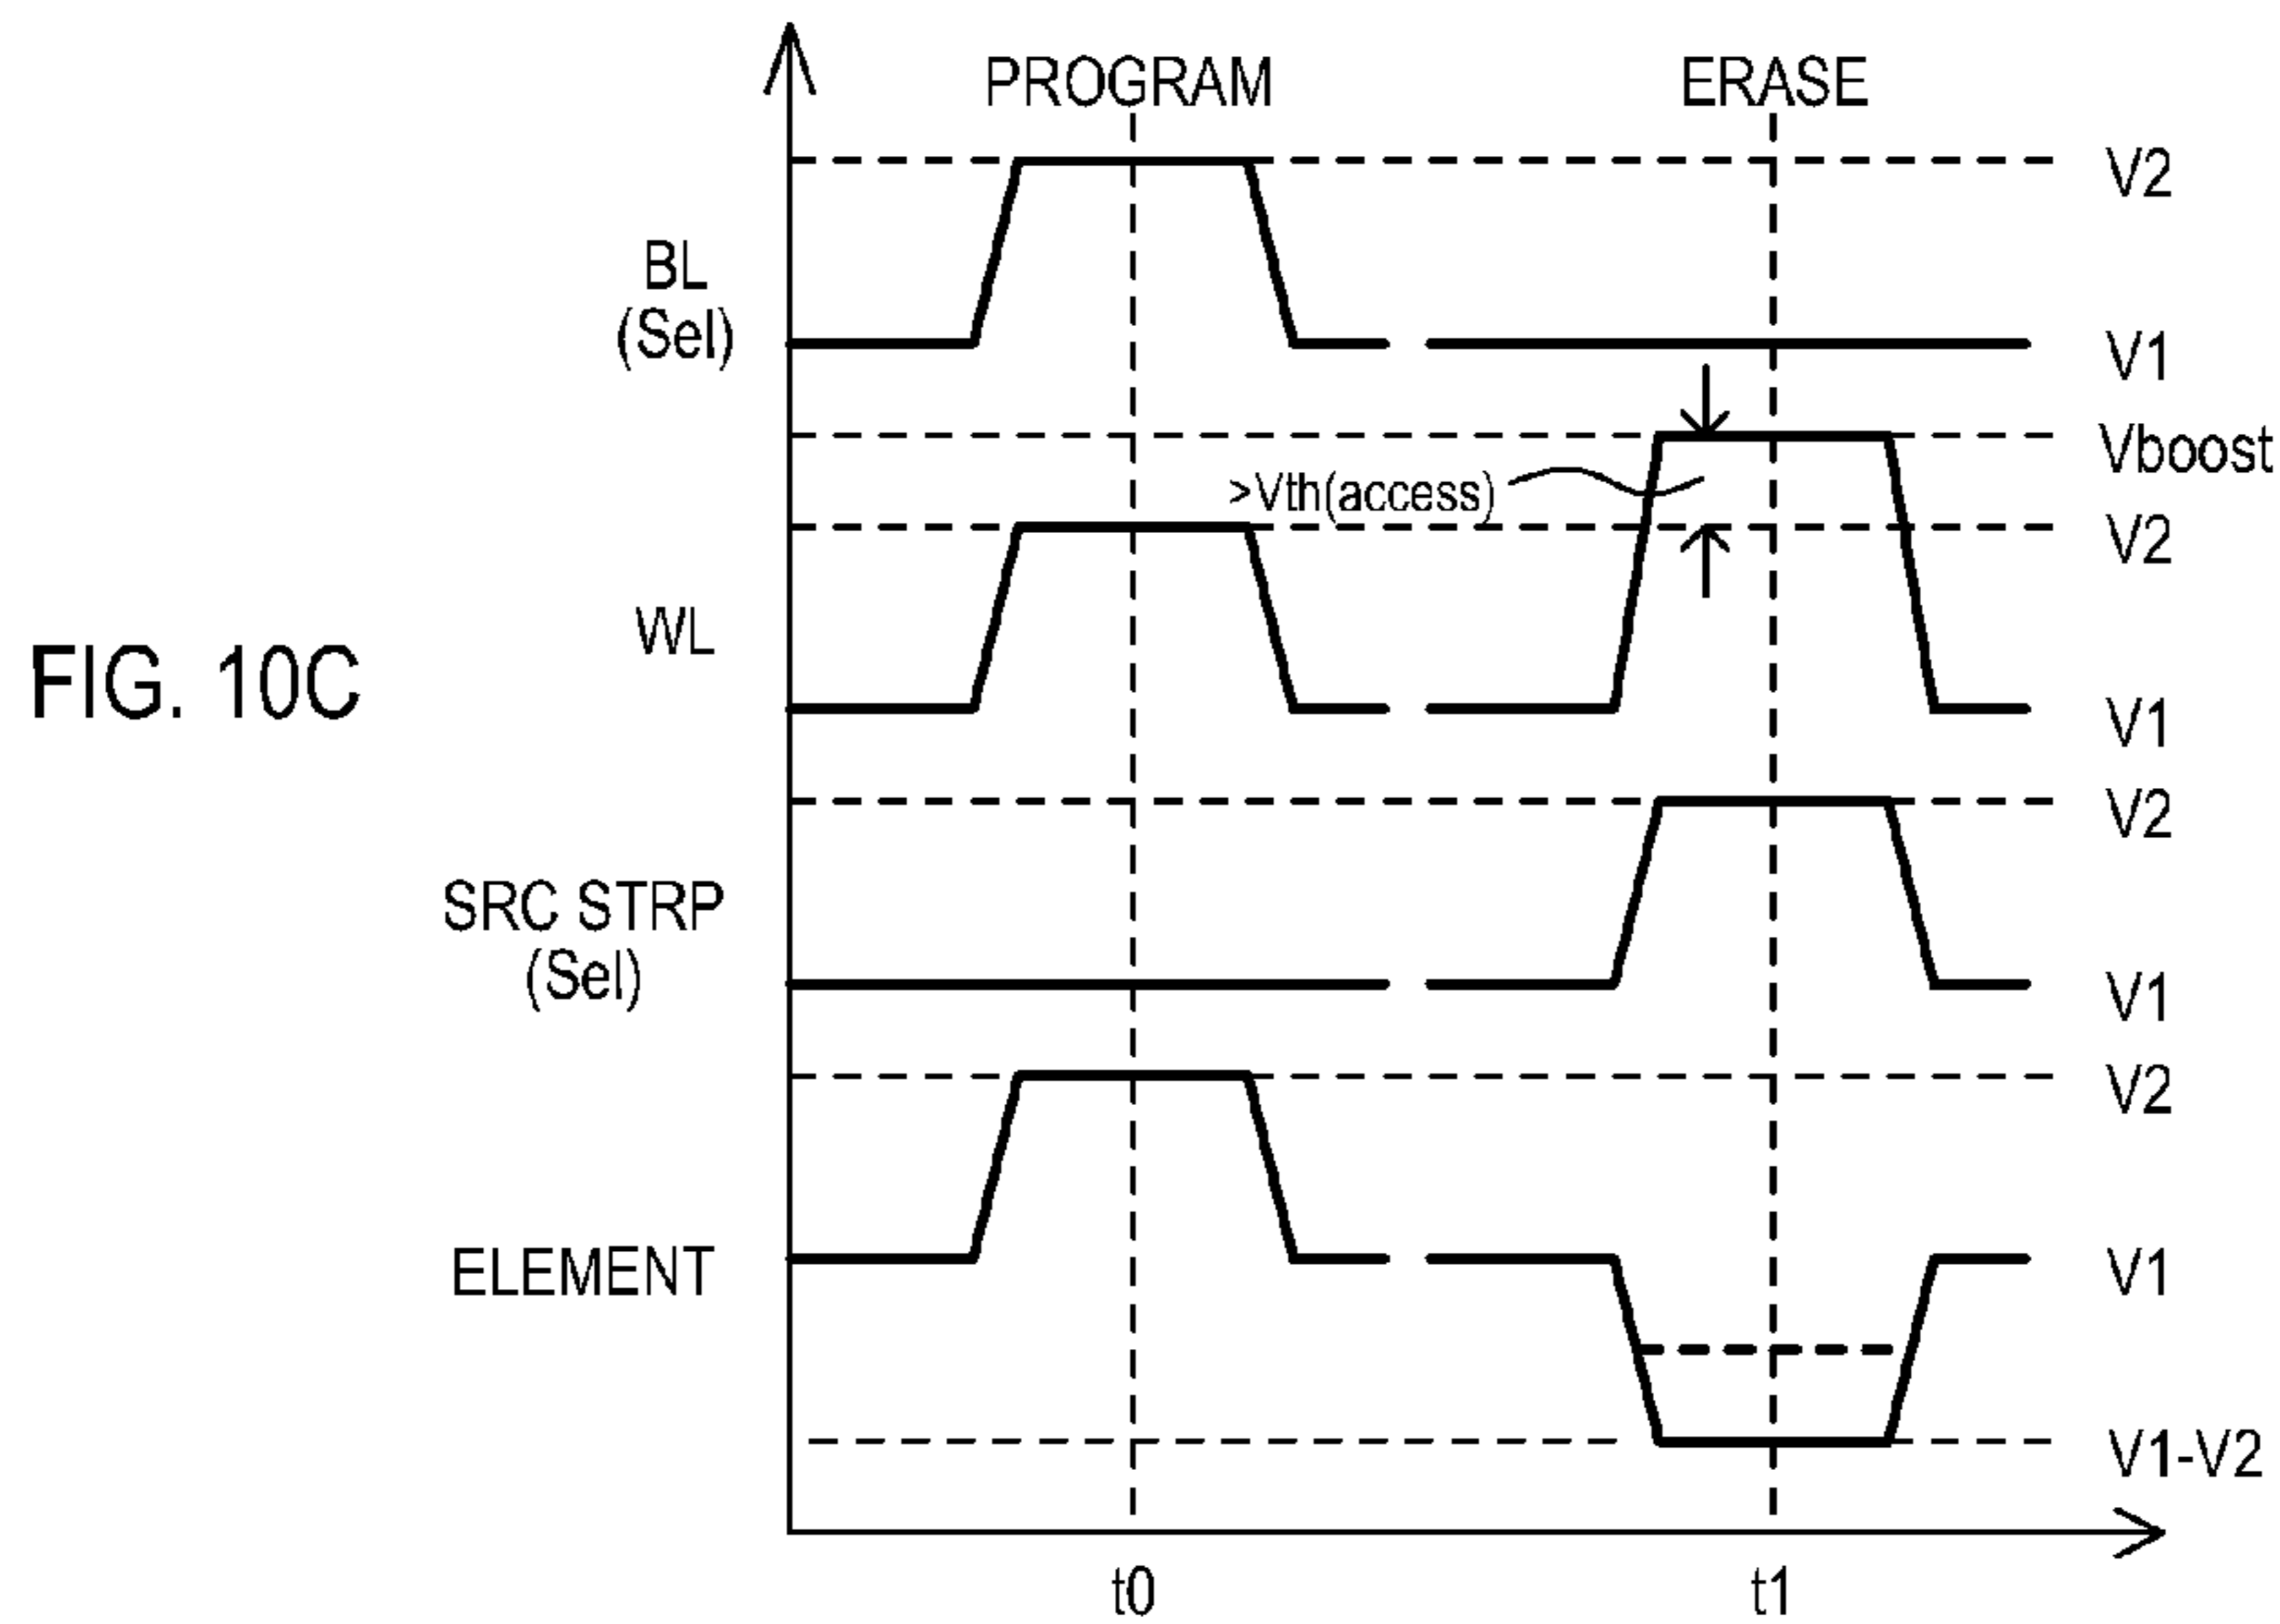 PROGRAM ERASE
V2
BL
(Sel)
V1
Vboost
>Vth(access)
V2
WL
FIG. 10C
V1
V2
SRC STRP
(Sel)
V1
V2
ELEMENT
V1
V1-V2
t0 t1